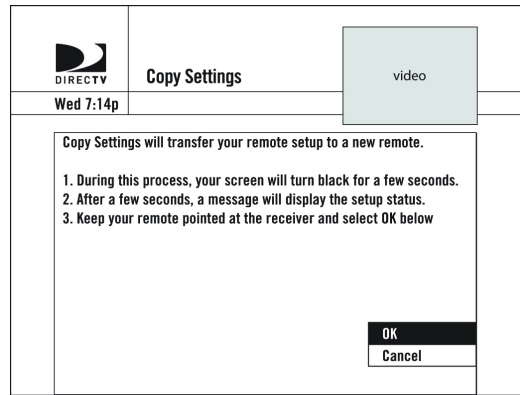 DIRECTV
Copy Settings
video
Wed 7:14p
Copy Settings will transfer your remote setup to a new remote.
1. During this process, your screen will turn black for a few seconds.
2. After a few seconds, a message will display the setup status.
3. Keep your remote pointed at the receiver and select OK below
OK
Cancel